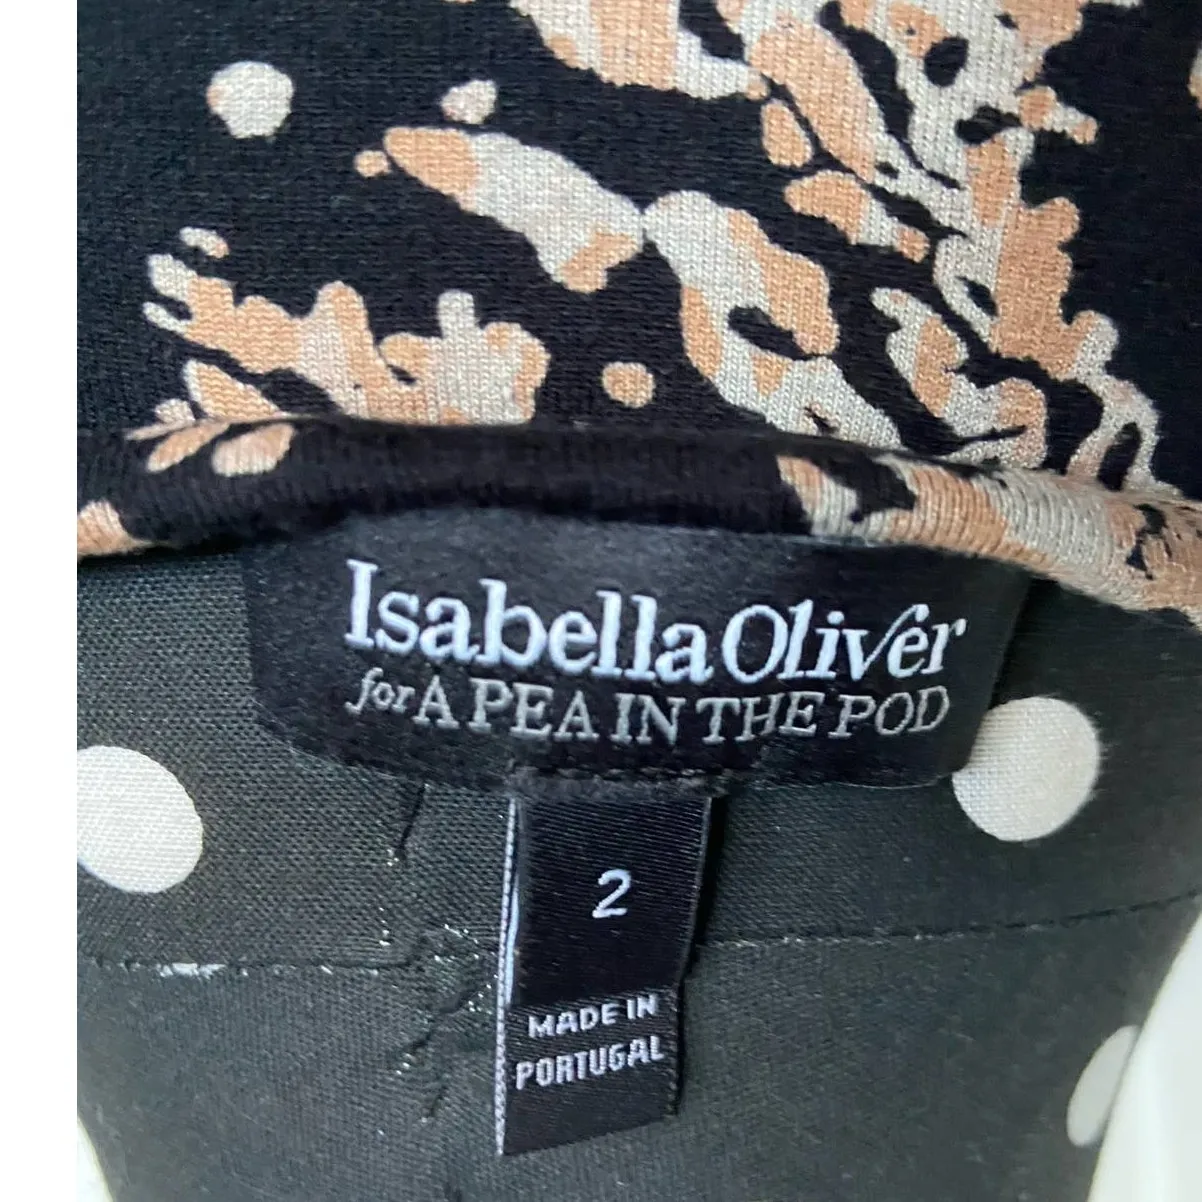 Isabella Oliver
for A PEA IN THE POD
2
MADE IN
PORTUGAL